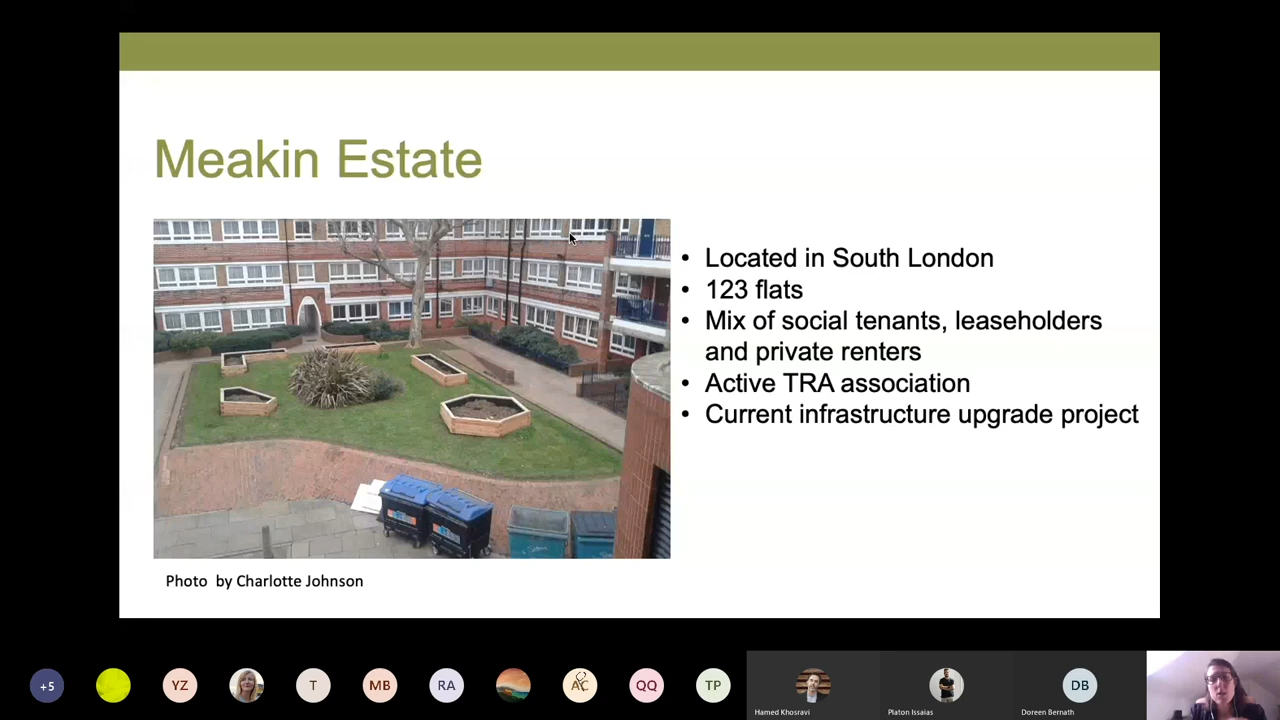 Meakin Estate
• Located in South London
• 123 flats
• Mix of social tenants, leaseholders
and private renters
• Active TRA association
• Current infrastructure upgrade project
Photo by Charlotte Johnson
+5
YZ
T
MB
RA
AC
QQ
TP
DB
Hamed Khosravi
Platon Issaias
Doreen Bernath